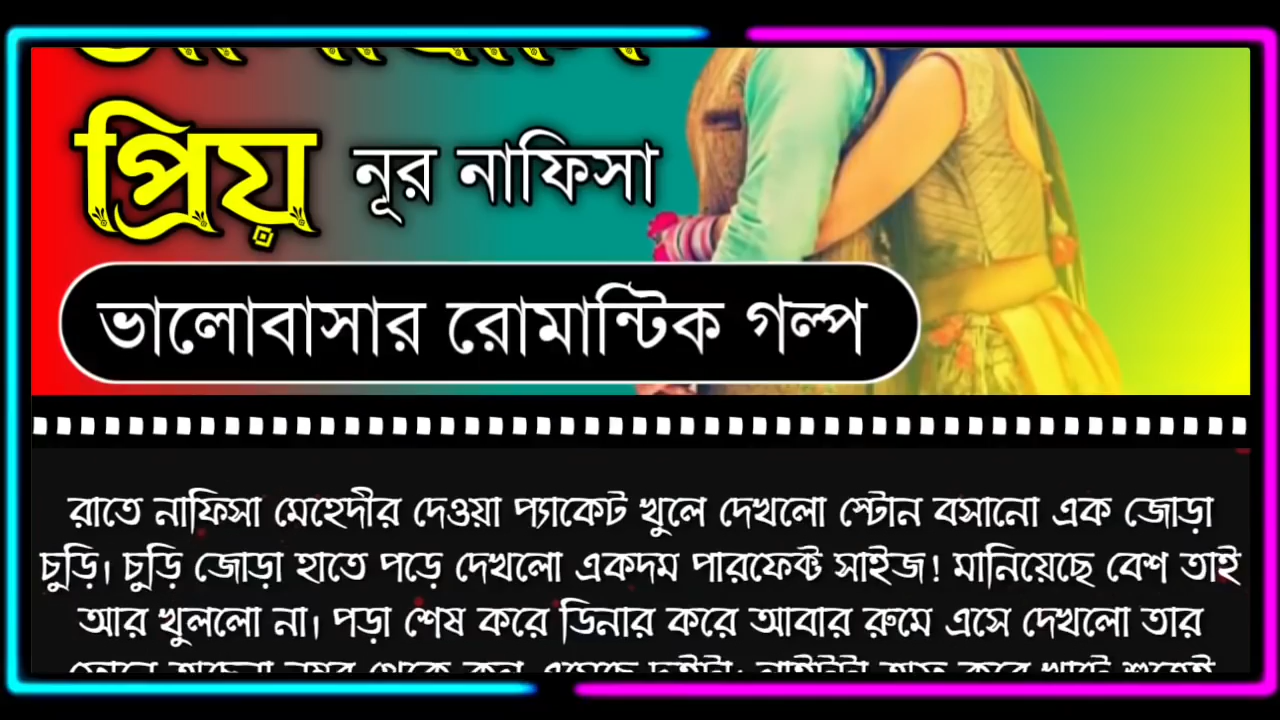 প্রিয় নূর নাফিসা
ভালোবাসার রোমান্টিক গল্প
রাতে নাফিসা মেহেদীর দেওয়া প্যাকেট খুলে দেখলো স্টোন বসানো এক জোড়া
চুড়ি। চুড়ি জোড়া হাতে পড়ে দেখলো একদম পারফেক্ট সাইজ! মানিয়েছে বেশ তাই
আর খুললো না। পড়া শেষ করে ডিনার করে আবার রুমে এসে দেখলো তার